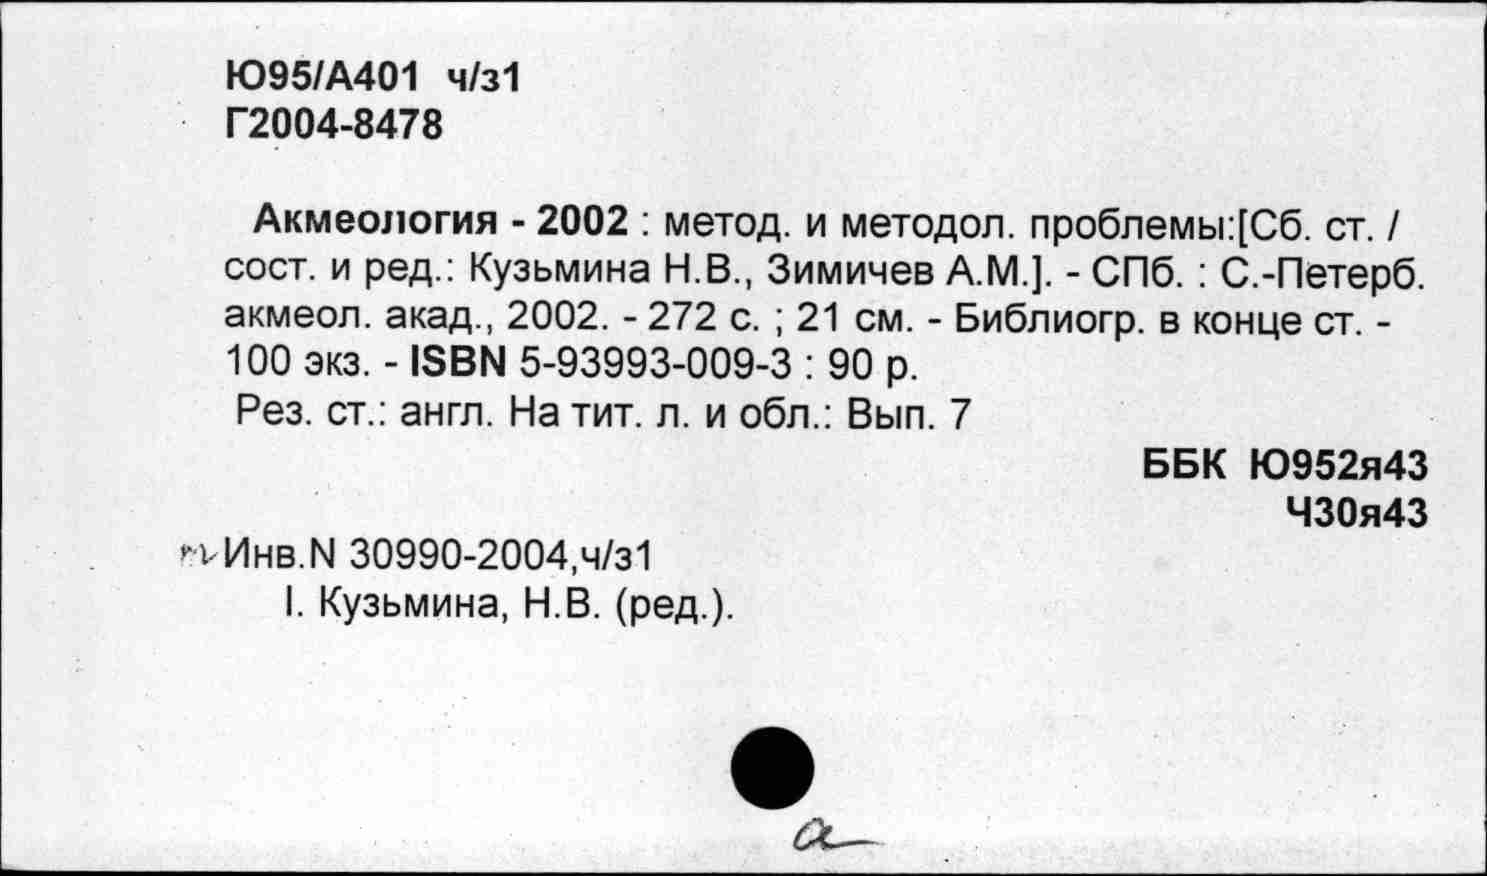 Ю95/А401 ч/з1
Г2004-8478
Акмеология - 2002 : метод. и методол. проблемы:[Сб. ст. /
сост. и ред.: Кузьмина Н.В., Зимичев А.М.]. - СПб. : С.-Петерб.
акмеол. акад., 2002. - 272 с. ; 21 см. - Библиогр. в конце ст. -
100 экз. - ISBN 5-93993-009-3 : 90 р.
Рез. ст.: англ. На тит. л. и обл.: Вып. 7
ББК Ю952я43
Ч30я43
Инв.N 30990-2004,ч/з1
I. Кузьмина, Н.В. (ред.).
а